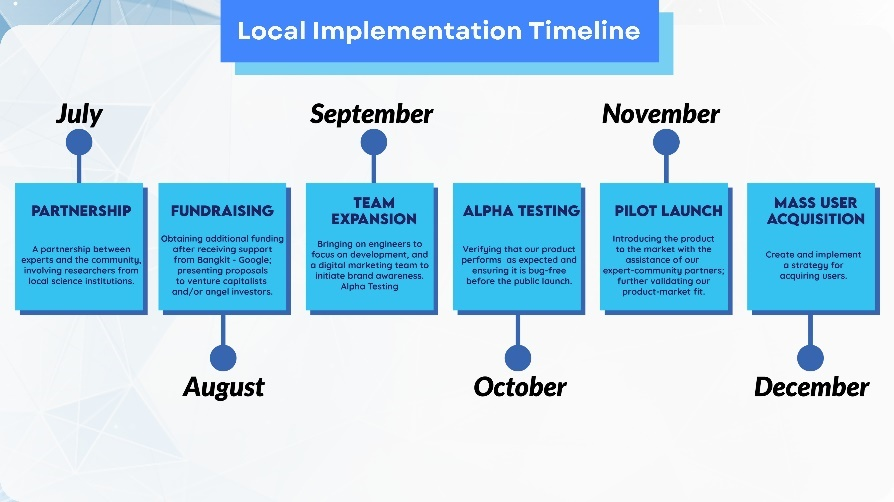 Local Implementation Timeline
July
September
November
PARTNERSHIP
A partnership between
experts and the community,
involving researchers from
local science institutions.
FUNDRAISING
Obtaining additional funding
after receiving support
from Bangkit - Google;
presenting proposals
to venture capitalists
and/or angel investors.
TEAM
EXPANSION
Bringing on engineers to
focus on development, and
a digital marketing team to
initiate brand awareness.
Alpha Testing
ALPHA TESTING
Verifying that our product
performs as expected and
ensuring it is bug-free
before the public launch.
PILOT LAUNCH
Introducing the product
to the market with the
assistance of our
expert-community partners;
further validating our
product-market fit.
MASS USER
ACQUISITION
Create and implement
a strategy for
acquiring users.
August
October
December